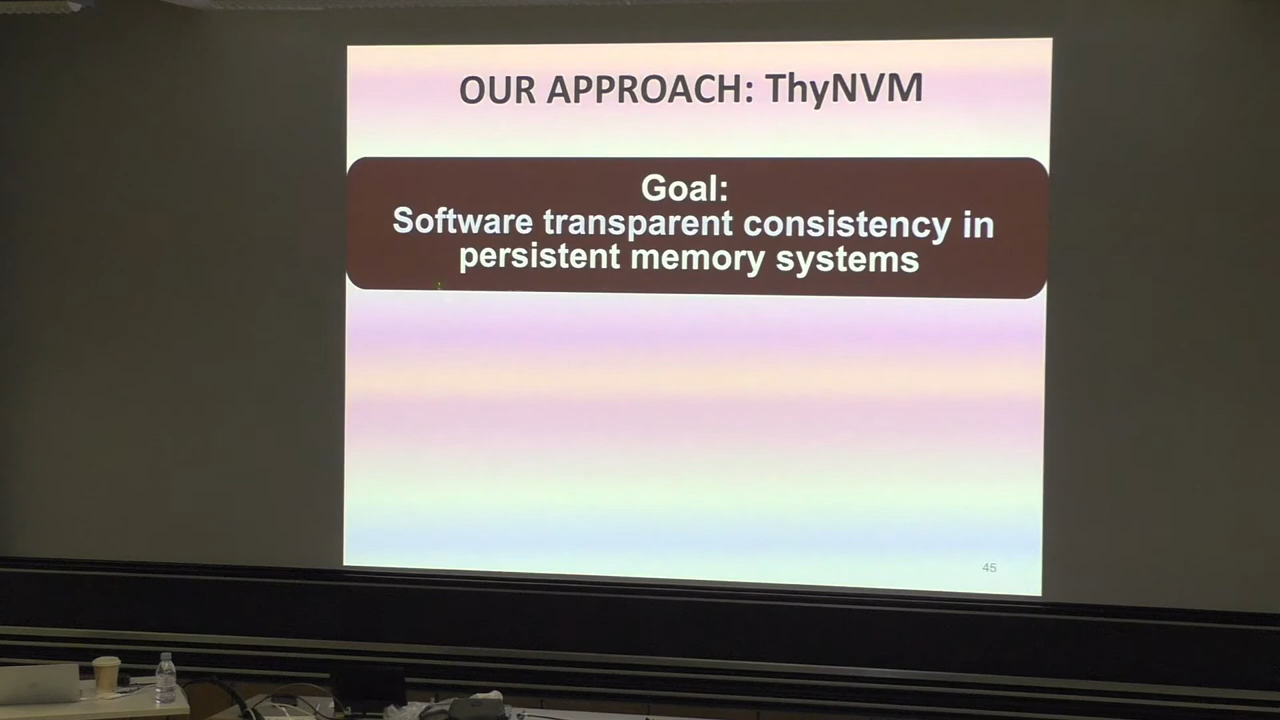 OUR APPROACH: ThyNVM
Goal:
Software transparent consistency in
persistent memory systems
45